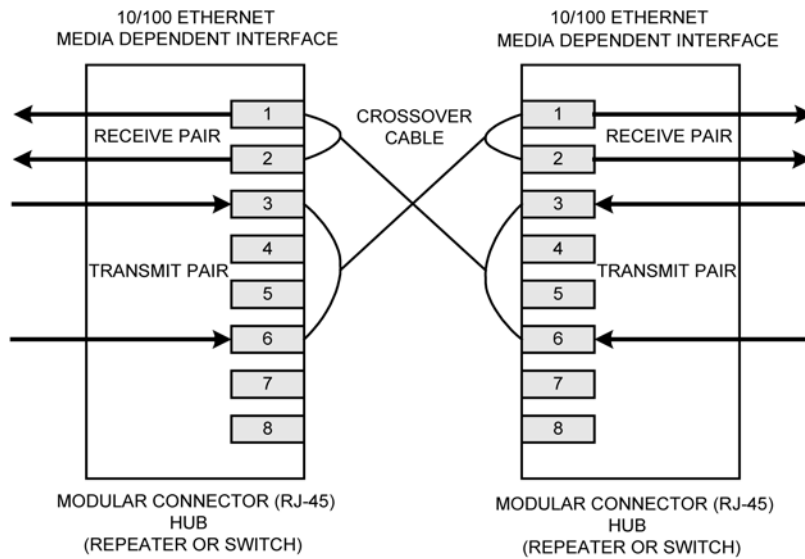 10/100 ETHERNET
MEDIA DEPENDENT INTERFACE
10/100 ETHERNET
MEDIA DEPENDENT INTERFACE
1
RECEIVE PAIR
2
3
4
TRANSMIT PAIR
5
6
7
8
CROSSOVER
CABLE
1
RECEIVE PAIR
2
3
4
TRANSMIT PAIR
5
6
7
8
MODULAR CONNECTOR (RJ-45)
HUB
(REPEATER OR SWITCH)
MODULAR CONNECTOR (RJ-45)
HUB
(REPEATER OR SWITCH)